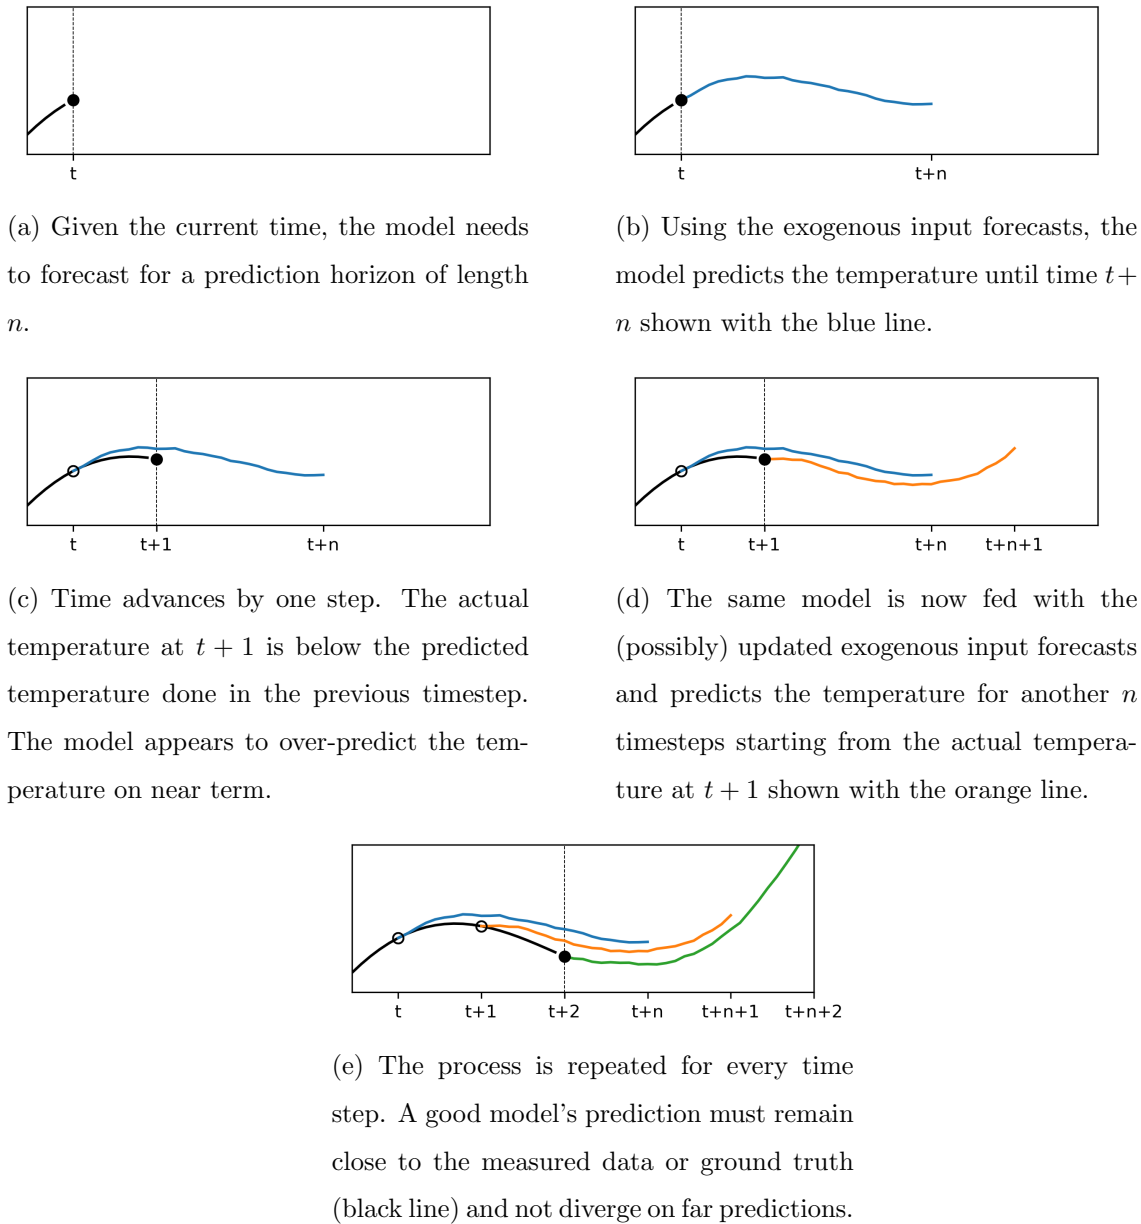 t
t
t+n
(a) Given the current time, the model needs
to forecast for a prediction horizon of length
n.
(b) Using the exogenous input forecasts, the
model predicts the temperature until time t+
n shown with the blue line.
t
t+1
t+n
t
t+1
t+n
t+n+1
(c) Time advances by one step. The actual
temperature at t + 1 is below the predicted
temperature done in the previous timestep.
The model appears to over-predict the tem-
perature on near term.
(d) The same model is now fed with the
(possibly) updated exogenous input forecasts
and predicts the temperature for another n
timesteps starting from the actual tempera-
ture at t + 1 shown with the orange line.
t
t+1
t+2
t+n
t+n+1
t+n+2
(e) The process is repeated for every time
step. A good model's prediction must remain
close to the measured data or ground truth
(black line) and not diverge on far predictions.